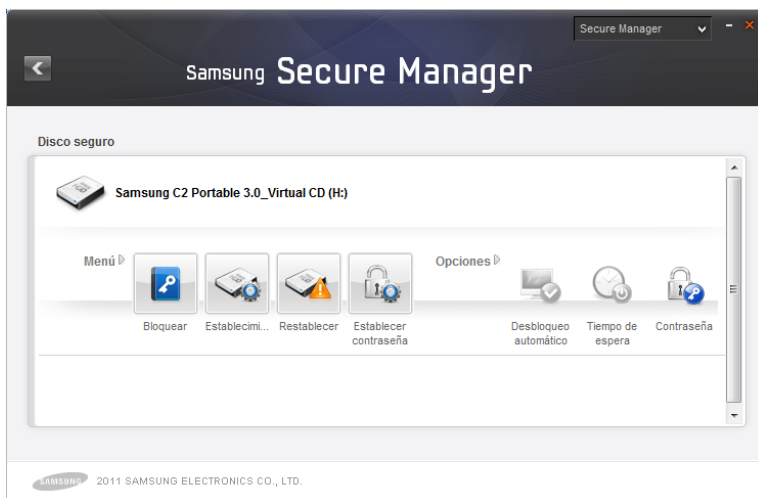 Secure Manager
Samsung Secure Manager
Disco seguro
Samsung C2 Portable 3.0_Virtual CD (H:)
Menú
Opciones
Bloquear
Establecimi...
Restablecer
Establecer
contraseña
Desbloqueo
automático
Tiempo de
espera
Contraseña
SAMSUNG 2011 SAMSUNG ELECTRONICS CO., LTD.